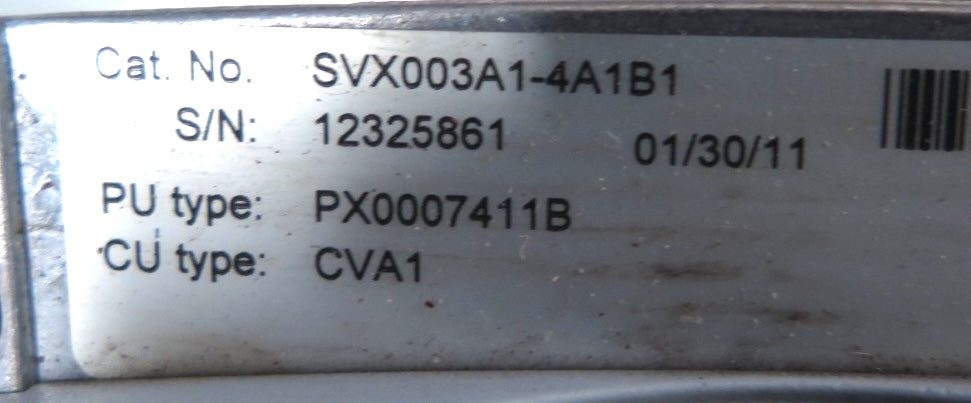 Cat. No. SVX003A1-4A1B1
S/N: 12325861 01/30/11
PU type: PX0007411B
CU type: CVA1